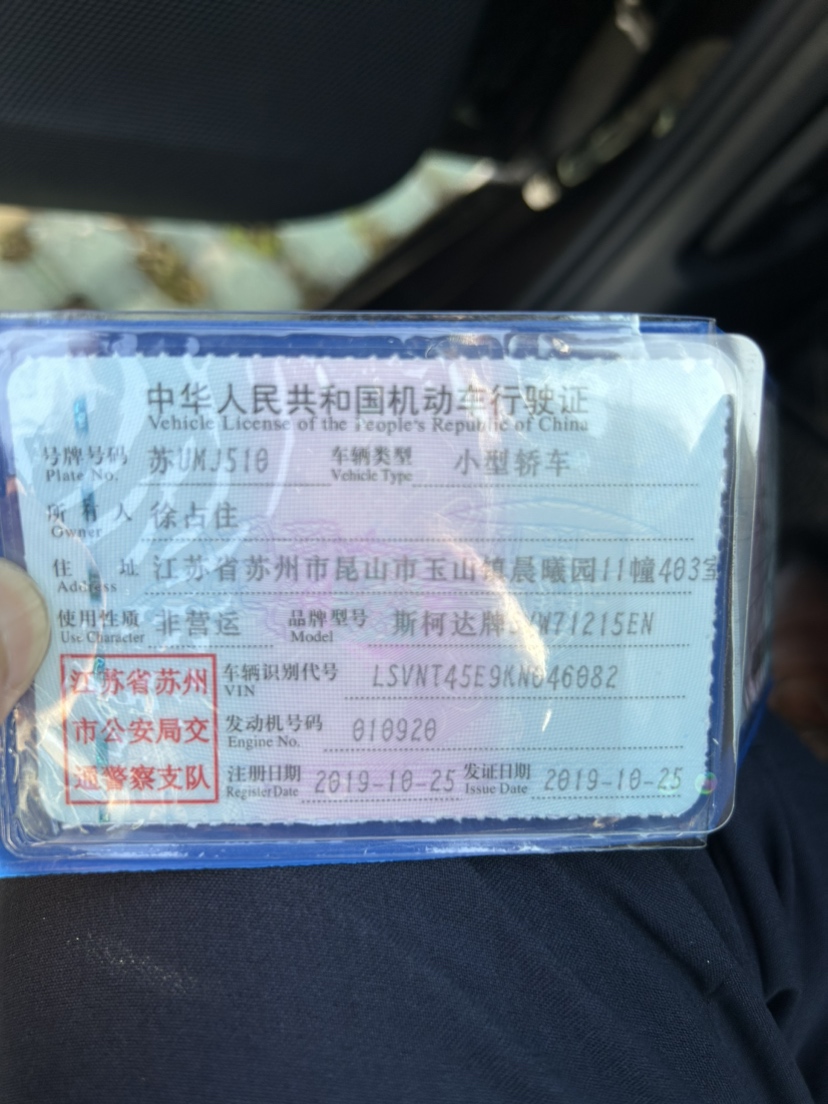 中华人民共和国机动车行驶证
Vehicle License of the People's Republic of China
号牌号码 苏UMJ510 车辆类型 小型轿车
Plate No. Vehicle Type
所有人 徐占住
Owner
住址 江苏省苏州市昆山市玉山镇晨曦园11幢403室
Address
使用性质 非营运 品牌型号 斯柯达牌 W71215EN
Use Character Model
江苏省苏州 车辆识别代号 LSVNT45E9KN046082
VIN
市公安局交 发动机号码 010920
Engine No.
通警察支队 注册日期 2019-10-25 发证日期 2019-10-25
Register Date Issue Date